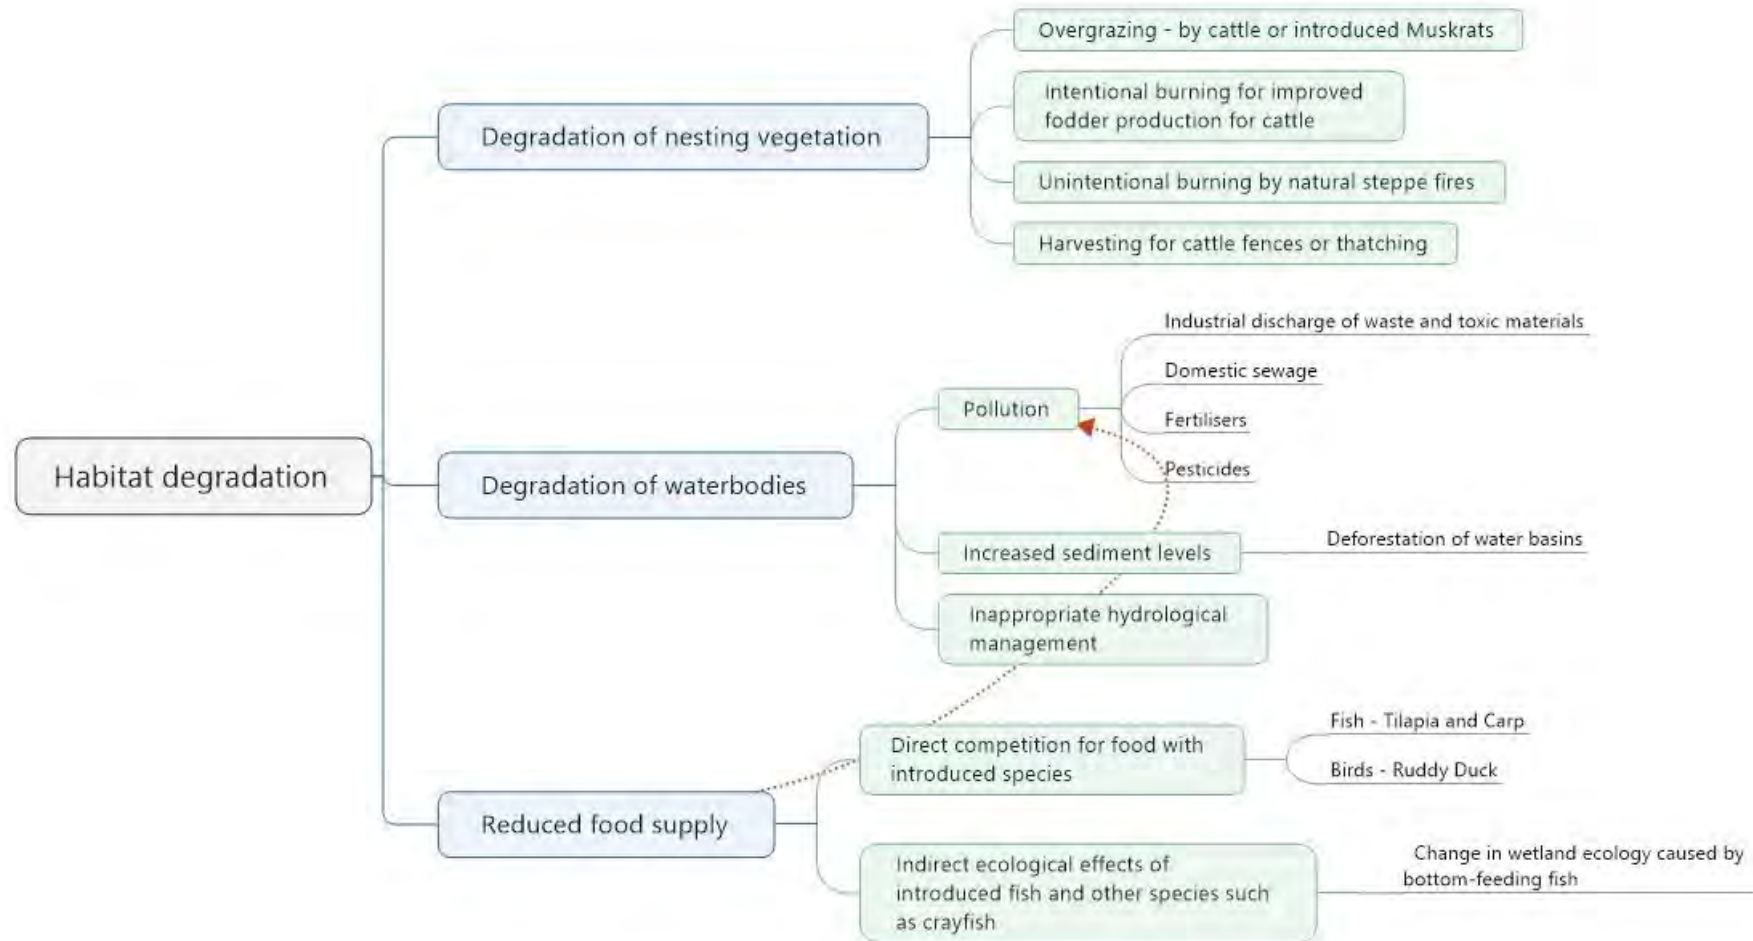 Habitat degradation
Degradation of nesting vegetation
Overgrazing - by cattle or introduced Muskrats
Intentional burning for improved
fodder production for cattle
Unintentional burning by natural steppe fires
Harvesting for cattle fences or thatching
Degradation of waterbodies
Pollution
Industrial discharge of waste and toxic materials
Domestic sewage
Fertilisers
Pesticides
Increased sediment levels
Deforestation of water basins
Inappropriate hydrological
management
Reduced food supply
Direct competition for food with
introduced species
Fish - Tilapia and Carp
Birds - Ruddy Duck
Indirect ecological effects of
introduced fish and other species such
as crayfish
Change in wetland ecology caused by
bottom-feeding fish